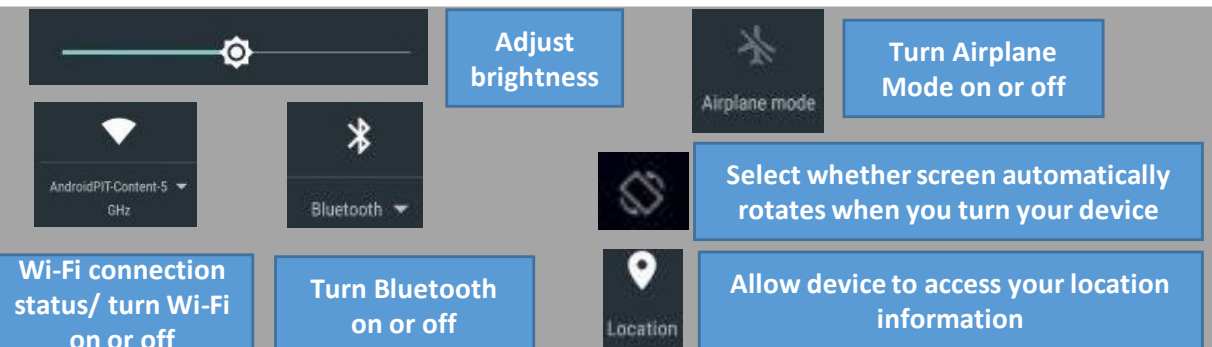 Adjust
brightness
Airplane mode
Turn Airplane
Mode on or off
AndroidPIT-Content-5
GHz
Bluetooth
Select whether screen automatically
rotates when you turn your device
Wi-Fi connection
status/ turn Wi-Fi
on or off
Turn Bluetooth
on or off
Location
Allow device to access your location
information